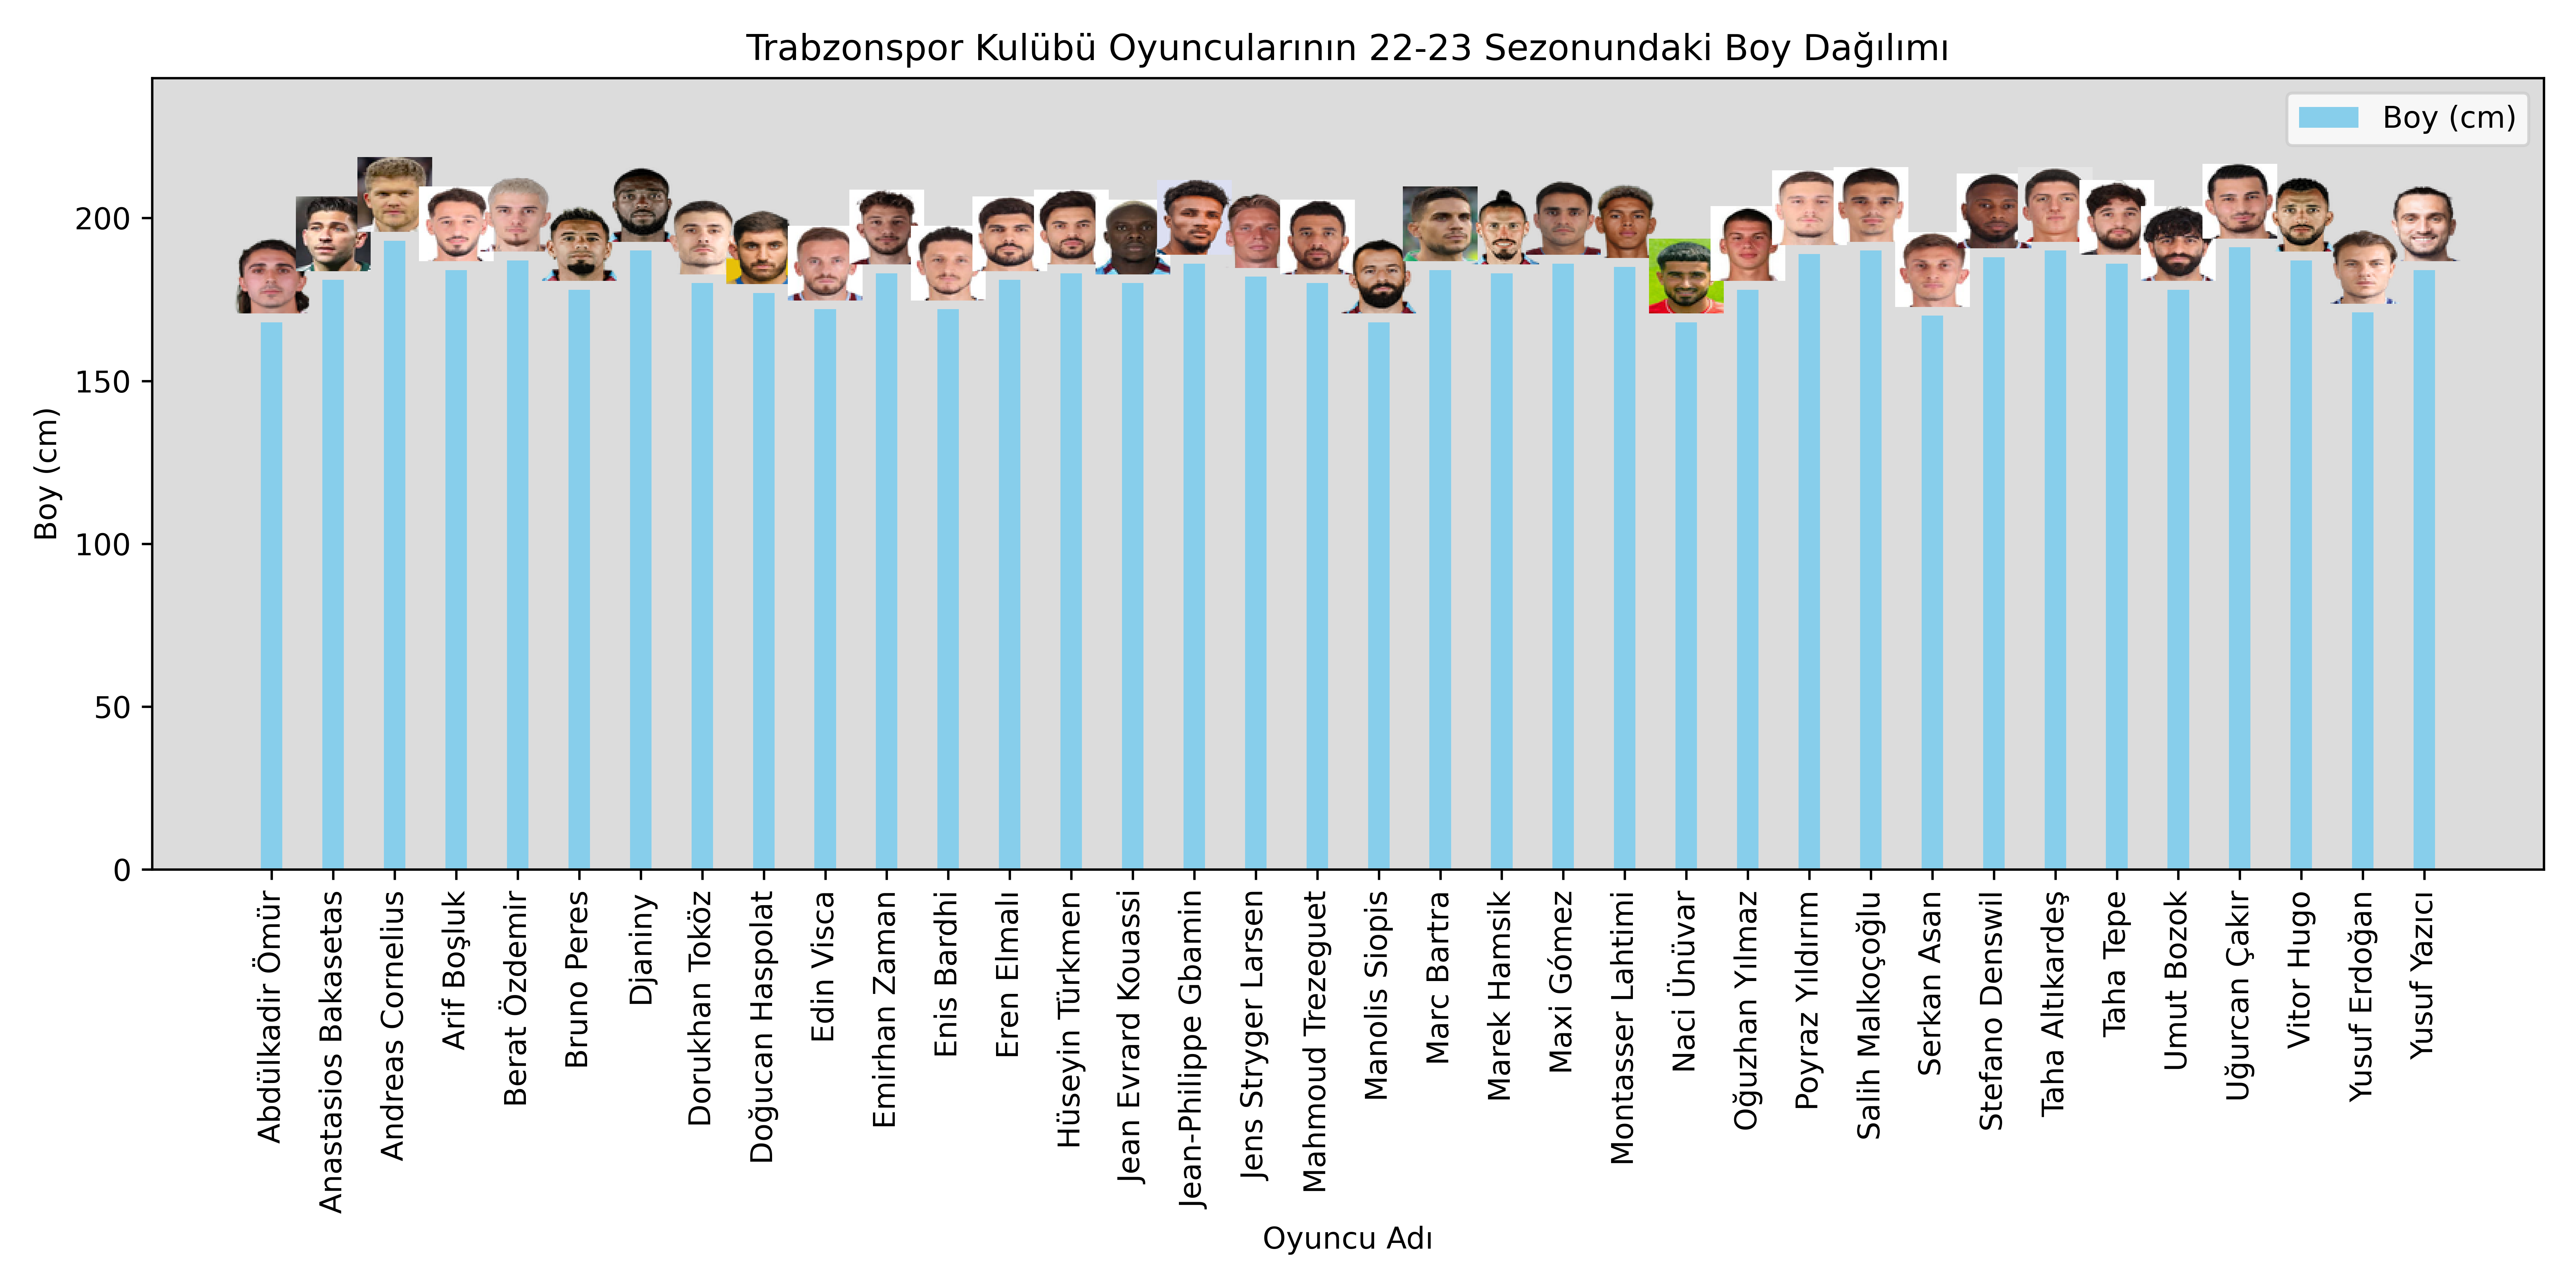 Trabzonspor Kulübü Oyuncularının 22-23 Sezonundaki Boy Dağılımı
Boy (cm)
Boy (cm)
200
150
100
50
0
Abdülkadir Ömür
Anastasios Bakasetas
Andreas Cornelius
Arif Boşluk
Berat Özdemir
Bruno Peres
Djaniny
Dorukhan Toköz
Doğucan Haspolat
Edin Visca
Emirhan Zaman
Enis Bardhi
Eren Elmalı
Hüseyin Türkmen
Jean Evrard Kouassi
Jean-Philippe Gbamin
Jens Stryger Larsen
Mahmoud Trezeguet
Manolis Siopis
Marc Bartra
Marek Hamsik
Maxi Gómez
Montasser Lahtimi
Naci Ünüvar
Oğuzhan Yılmaz
Poyraz Yıldırım
Salih Malkoçoğlu
Serkan Asan
Stefano Denswil
Taha Altıkardeş
Taha Tepe
Umut Bozok
Uğurcan Çakır
Vitor Hugo
Yusuf Erdoğan
Yusuf Yazıcı
Oyuncu Adı